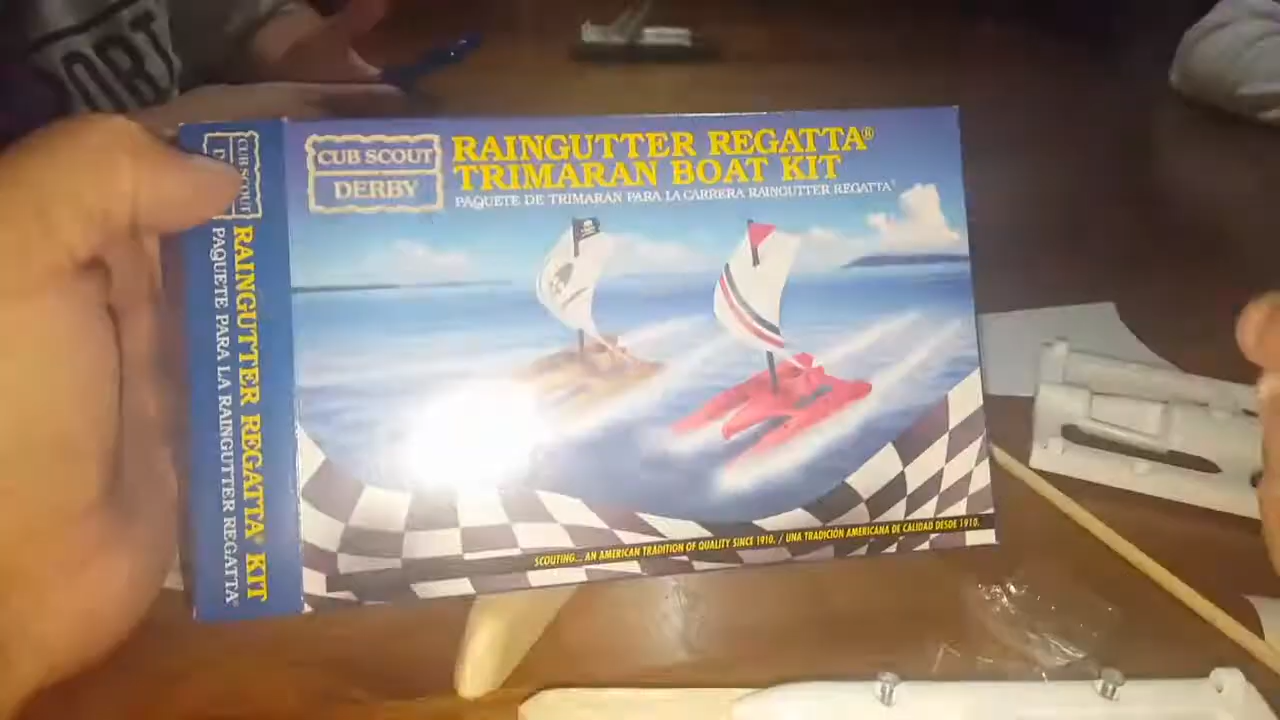 CUB SCOUT
DERBY
RAINGUTTER REGATTA®
TRIMARAN BOAT KIT
PAQUETE DE TRIMARAN PARA LA CARRERA RAINGUTTER REGATTA®
SCOUTING... AN AMERICAN TRADITION OF QUALITY SINCE 1910. / UNA TRADICIÓN AMERICANA DE CALIDAD DESDE 1910.
CUB SCOUT
RAINGUTTER REGATTA® KIT
PAQUETE PARA LA RAINGUTTER REGATTA®